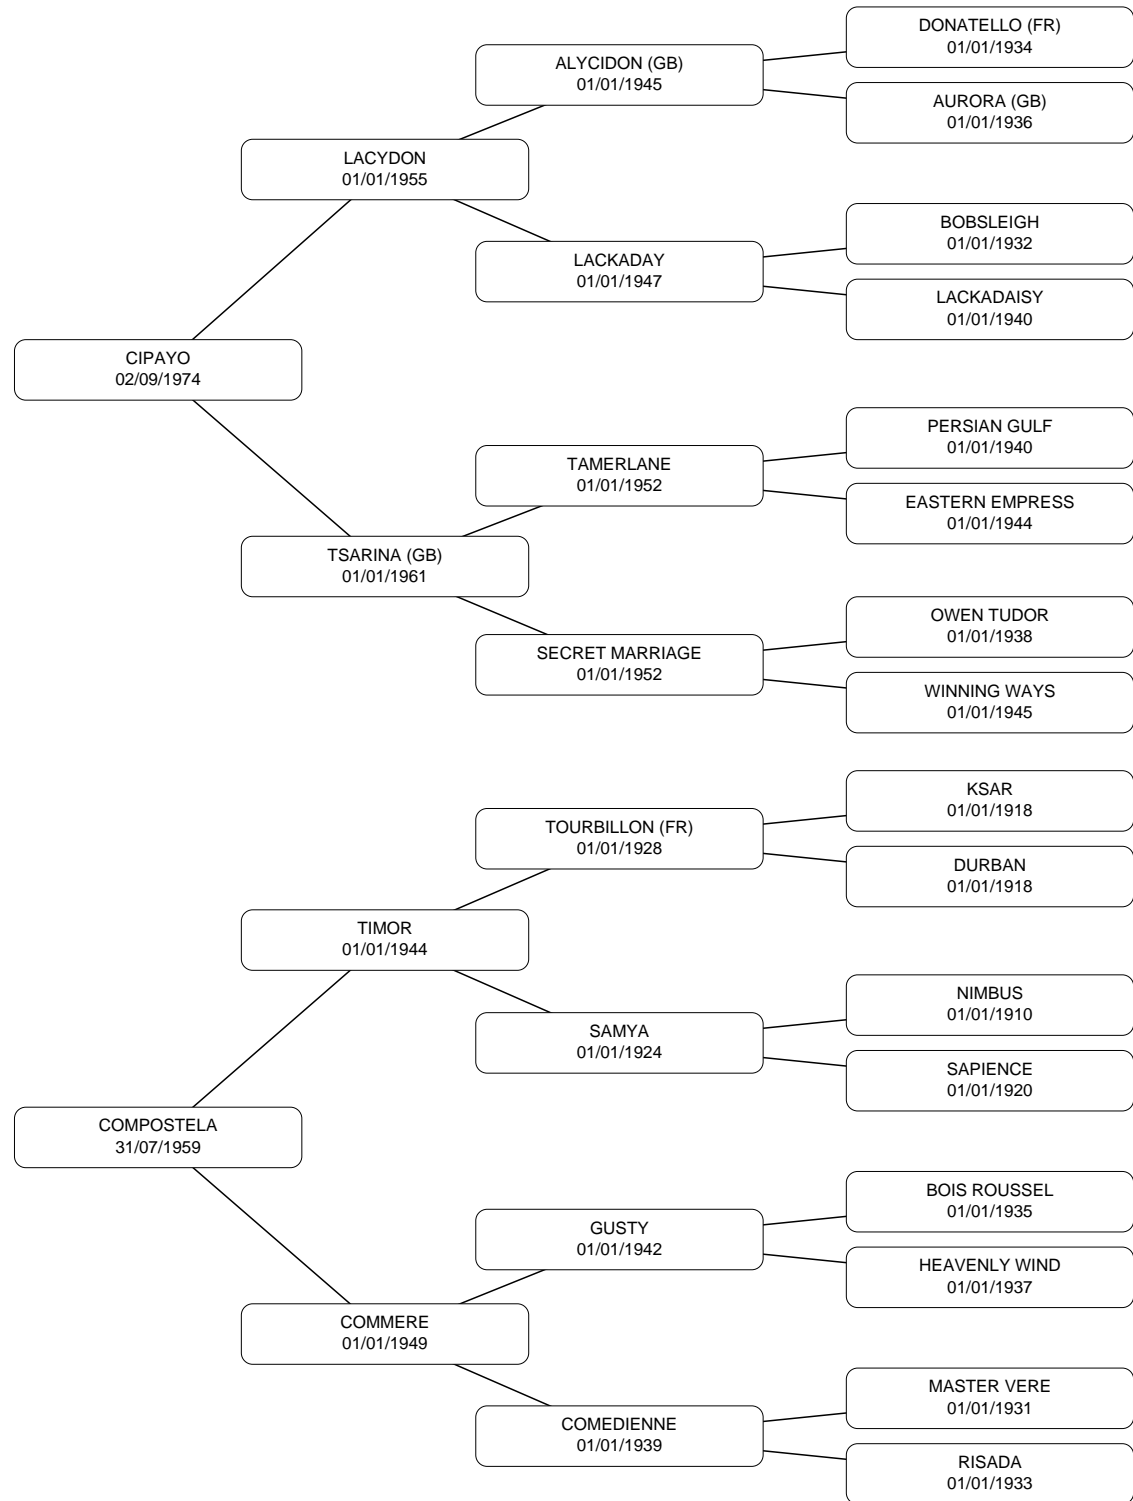 DONATELLO (FR)
01/01/1934
ALYCIDON (GB)
01/01/1945
AURORA (GB)
01/01/1936
LACYDON
01/01/1955
BOBSLEIGH
01/01/1932
LACKADAY
01/01/1947
LACKADAISY
01/01/1940
CIPAYO
02/09/1974
PERSIAN GULF
01/01/1940
TAMERLANE
01/01/1952
EASTERN EMPRESS
01/01/1944
TSARINA (GB)
01/01/1961
OWEN TUDOR
01/01/1938
SECRET MARRIAGE
01/01/1952
WINNING WAYS
01/01/1945
KSAR
01/01/1918
TOURBILLON (FR)
01/01/1928
DURBAN
01/01/1918
TIMOR
01/01/1944
NIMBUS
01/01/1910
SAMYA
01/01/1924
SAPIENCE
01/01/1920
COMPOSTELA
31/07/1959
BOIS ROUSSEL
01/01/1935
GUSTY
01/01/1942
HEAVENLY WIND
01/01/1937
COMMERE
01/01/1949
MASTER VERE
01/01/1931
COMEDIENNE
01/01/1939
RISADA
01/01/1933